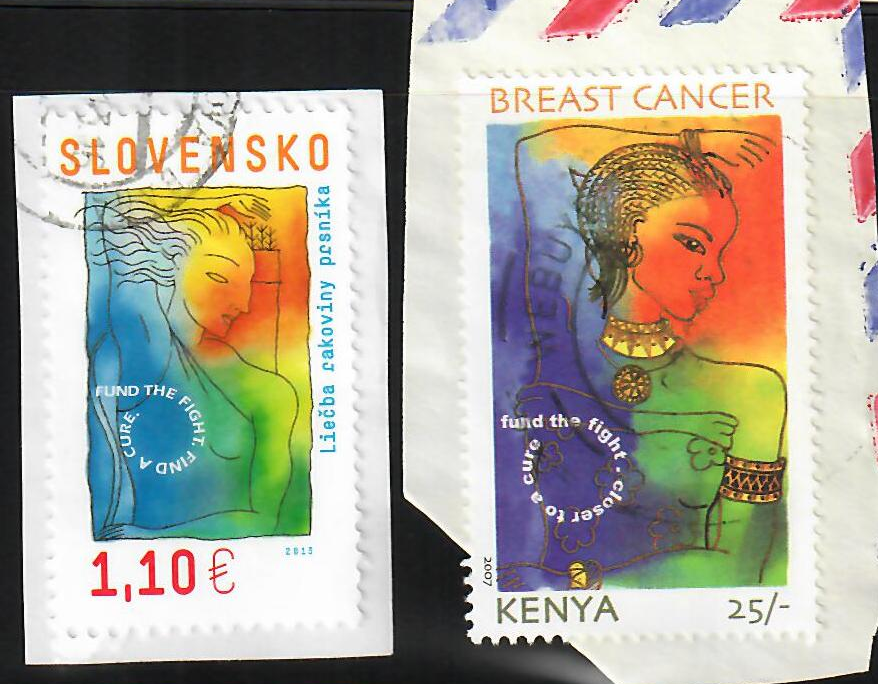 SLOVENSKO
Liečba rakoviny prsníka
FUND THE FIGHT. FIND A CURE.
1,10 €
2015
BREAST CANCER
fund the fight · closer to a cure
2007
KENYA
25/-